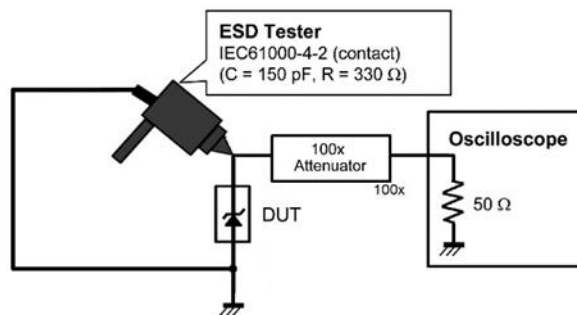 ESD Tester
IEC61000-4-2 (contact)
(C = 150 pF, R = 330 Ω)
100x
Attenuator
100x
Oscilloscope
50 Ω
DUT